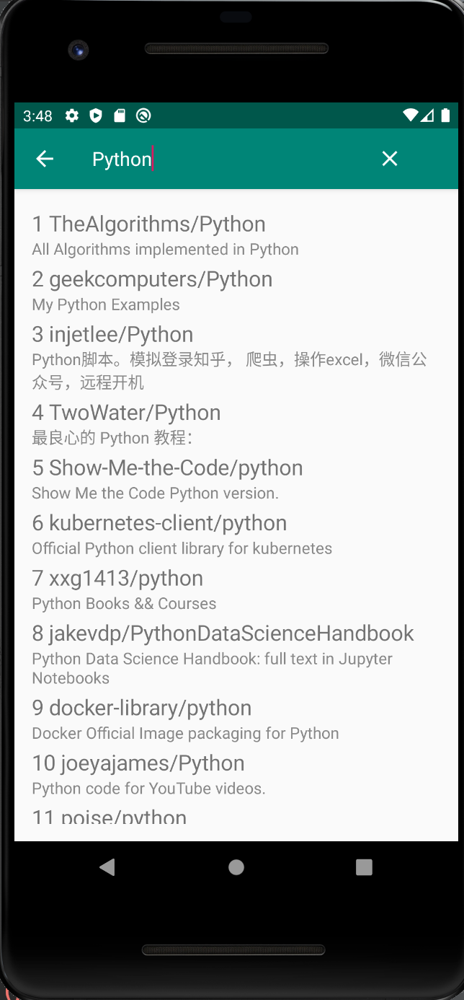 3:48
Python
1 TheAlgorithms/Python
All Algorithms implemented in Python
2 geekcomputers/Python
My Python Examples
3 injetlee/Python
Python脚本。模拟登录知乎， 爬虫，操作excel，微信公
众号，远程开机
4 TwoWater/Python
最良心的 Python 教程：
5 Show-Me-the-Code/python
Show Me the Code Python version.
6 kubernetes-client/python
Official Python client library for kubernetes
7 xxg1413/python
Python Books && Courses
8 jakevdp/PythonDataScienceHandbook
Python Data Science Handbook: full text in Jupyter
Notebooks
9 docker-library/python
Docker Official Image packaging for Python
10 joeyajames/Python
Python code for YouTube videos.
11 poise/python